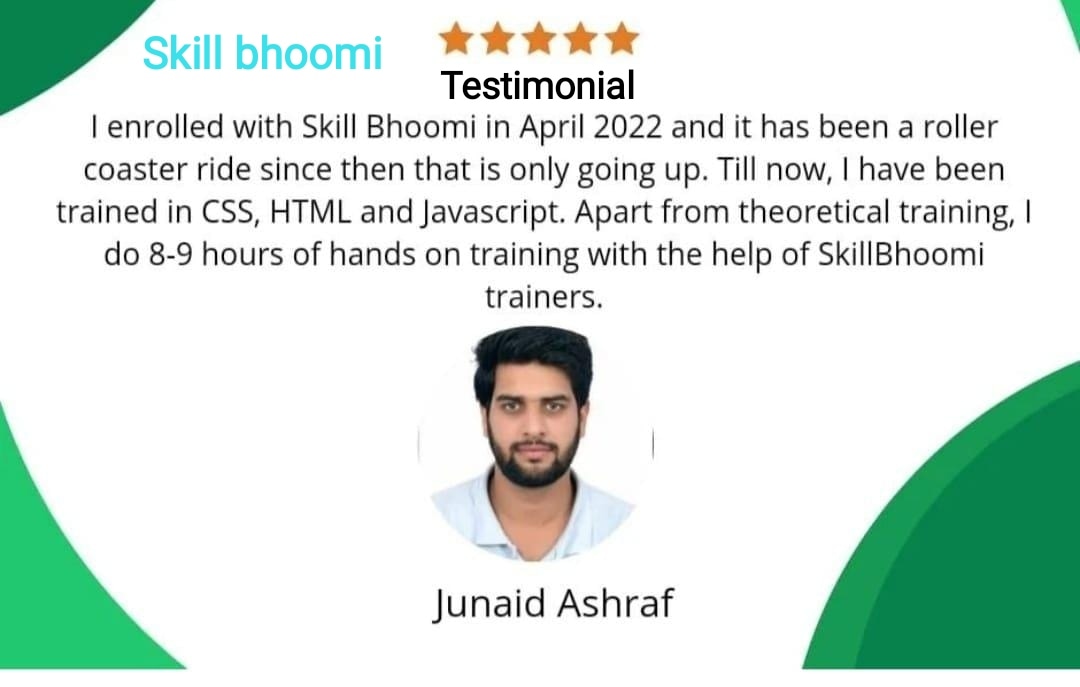 Skill bhoomi
Testimonial
I enrolled with Skill Bhoomi in April 2022 and it has been a roller
coaster ride since then that is only going up. Till now, I have been
trained in CSS, HTML and Javascript. Apart from theoretical training, I
do 8-9 hours of hands on training with the help of SkillBhoomi
trainers.
Junaid Ashraf